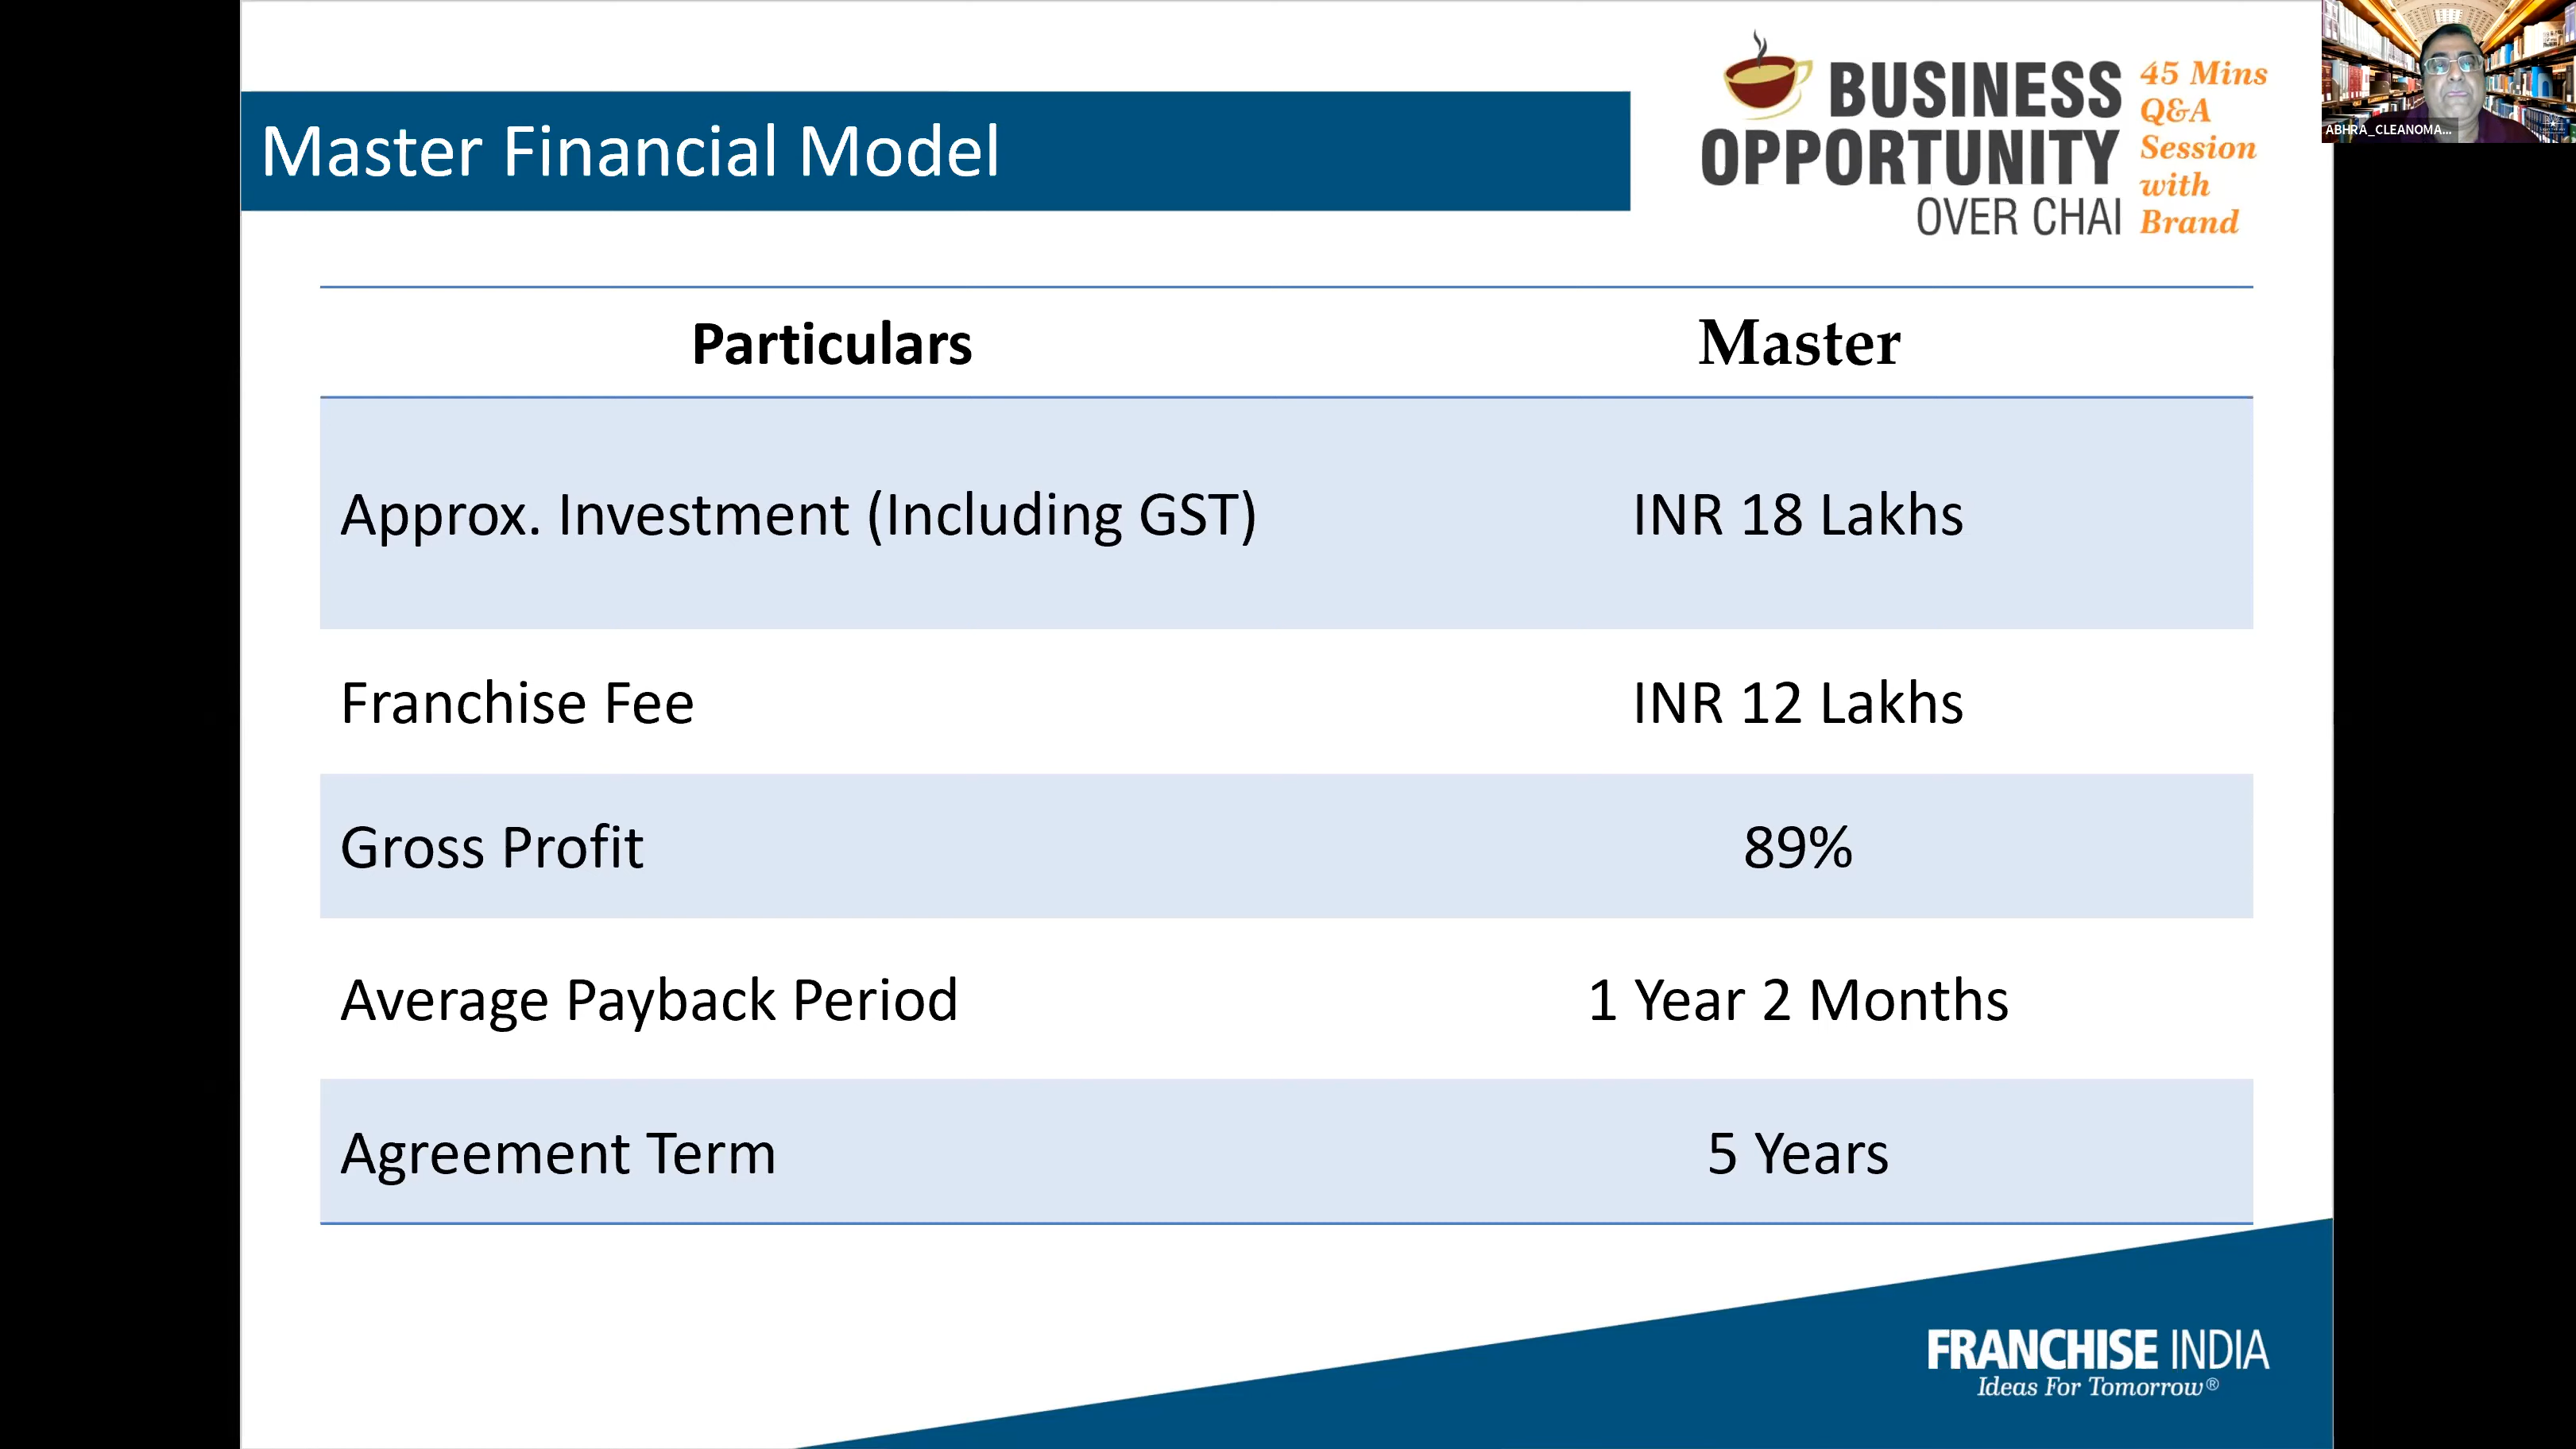 Master Financial Model
BUSINESS
OPPORTUNITY
OVER CHAI
45 Mins
Q&A
Session
with
Brand
ABHRA_CLEANOMA...
Particulars Master
Approx. Investment (Including GST) INR 18 Lakhs
Franchise Fee INR 12 Lakhs
Gross Profit 89%
Average Payback Period 1 Year 2 Months
Agreement Term 5 Years
FRANCHISE INDIA
Ideas For Tomorrow®